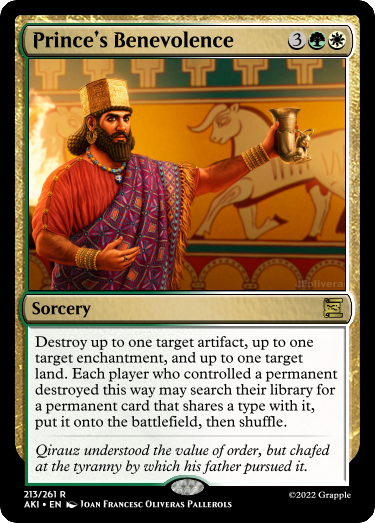 Prince's Benevolence 3
JFolivera
Sorcery
Destroy up to one target artifact, up to one
target enchantment, and up to one target
land. Each player who controlled a permanent
destroyed this way may search their library for
a permanent card that shares a type with it,
put it onto the battlefield, then shuffle.
Qirauz understood the value of order, but chafed
at the tyranny by which his father pursued it.
213/261 R
AKI • EN Joan Francesc Oliveras Pallerols
©2022 Grapple